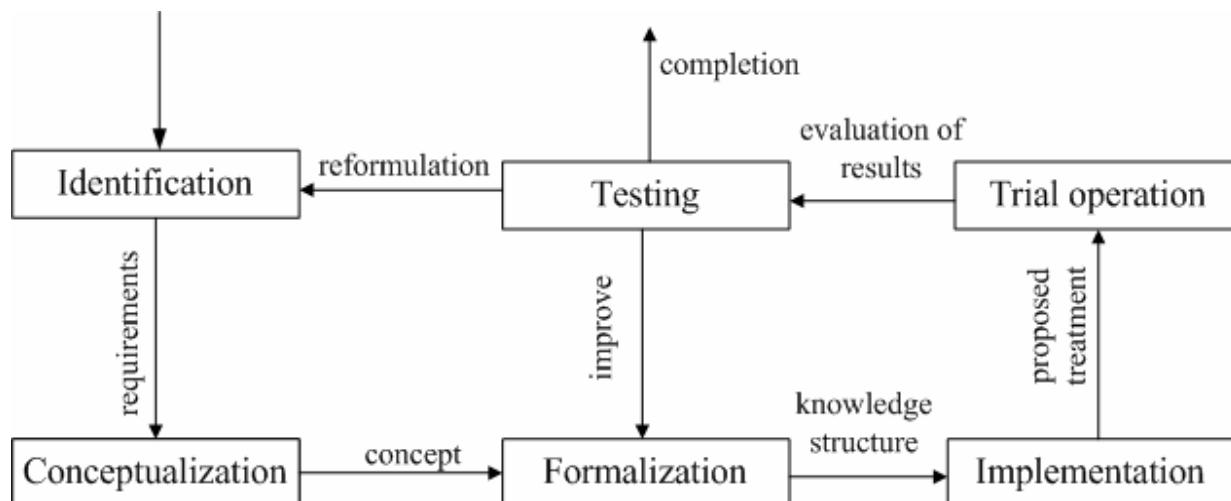 completion
evaluation of
results
reformulation
Identification
Testing
Trial operation
requirements
improve
proposed
treatment
knowledge
structure
concept
Conceptualization
Formalization
Implementation